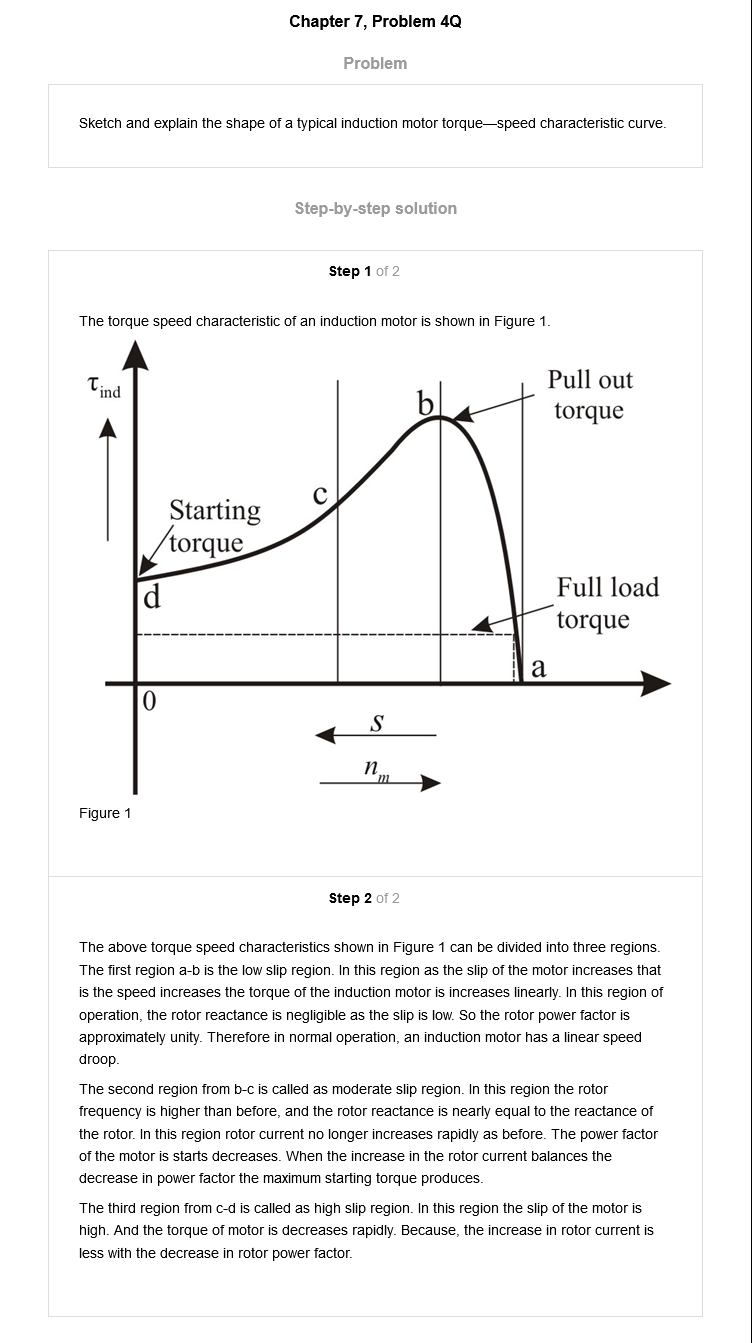 Chapter 7, Problem 4Q
Problem
Sketch and explain the shape of a typical induction motor torque—speed characteristic curve.
Step-by-step solution
Step 1 of 2
The torque speed characteristic of an induction motor is shown in Figure 1.
τind
b
Pull out
torque
c
Starting
torque
d
Full load
torque
a
0
s
nm
Figure 1
Step 2 of 2
The above torque speed characteristics shown in Figure 1 can be divided into three regions.
The first region a-b is the low slip region. In this region as the slip of the motor increases that
is the speed increases the torque of the induction motor is increases linearly. In this region of
operation, the rotor reactance is negligible as the slip is low. So the rotor power factor is
approximately unity. Therefore in normal operation, an induction motor has a linear speed
droop.
The second region from b-c is called as moderate slip region. In this region the rotor
frequency is higher than before, and the rotor reactance is nearly equal to the reactance of
the rotor. In this region rotor current no longer increases rapidly as before. The power factor
of the motor is starts decreases. When the increase in the rotor current balances the
decrease in power factor the maximum starting torque produces.
The third region from c-d is called as high slip region. In this region the slip of the motor is
high. And the torque of motor is decreases rapidly. Because, the increase in rotor current is
less with the decrease in rotor power factor.